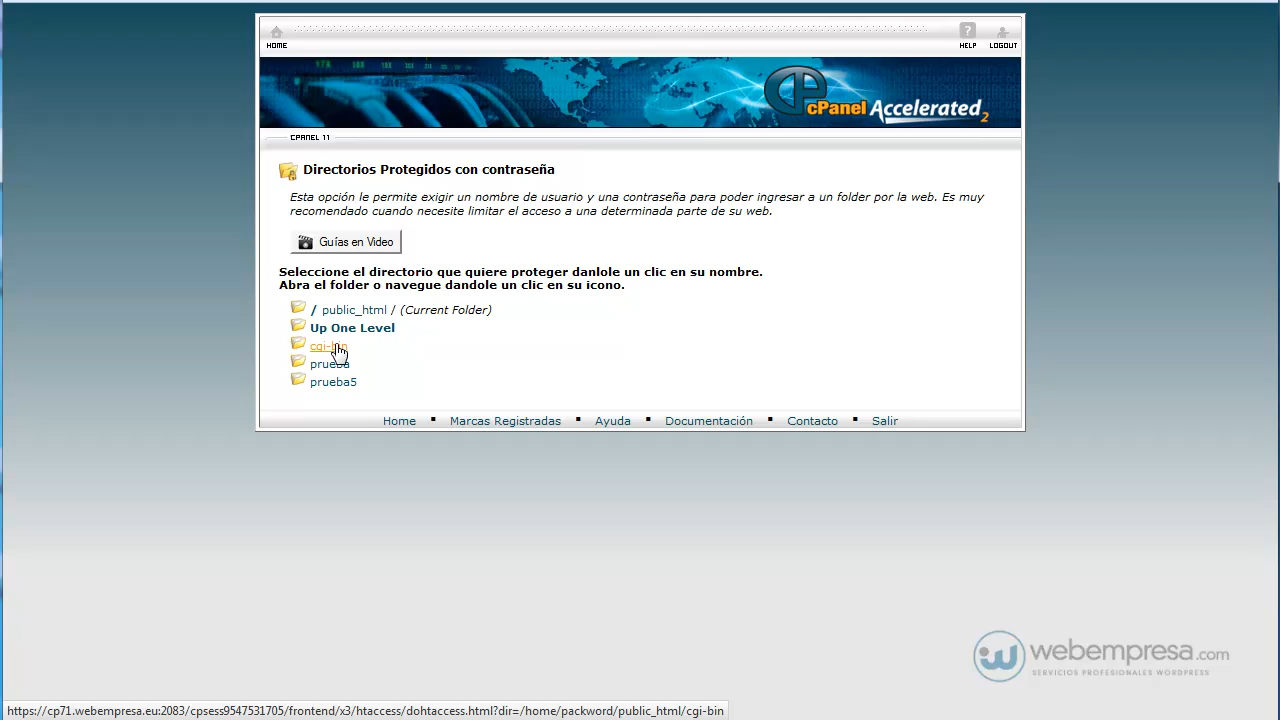 HOME
HELP
LOGOUT
cPanel Accelerated2
CPANEL 11
Directorios Protegidos con contraseña
Esta opción le permite exigir un nombre de usuario y una contraseña para poder ingresar a un folder por la web. Es muy
recomendado cuando necesite limitar el acceso a una determinada parte de su web.
Guías en Video
Seleccione el directorio que quiere proteger danlole un clic en su nombre.
Abra el folder o navegue dandole un clic en su icono.
/ public_html / (Current Folder)
Up One Level
cgi-bin
prueba
prueba5
Home ▪ Marcas Registradas ▪ Ayuda ▪ Documentación ▪ Contacto ▪ Salir
webempresa.com
SERVICIOS PROFESIONALES WORDPRESS
https://cp71.webempresa.eu:2083/cpsess9547531705/frontend/x3/htaccess/dohtaccess.html?dir=/home/packword/public_html/cgi-bin